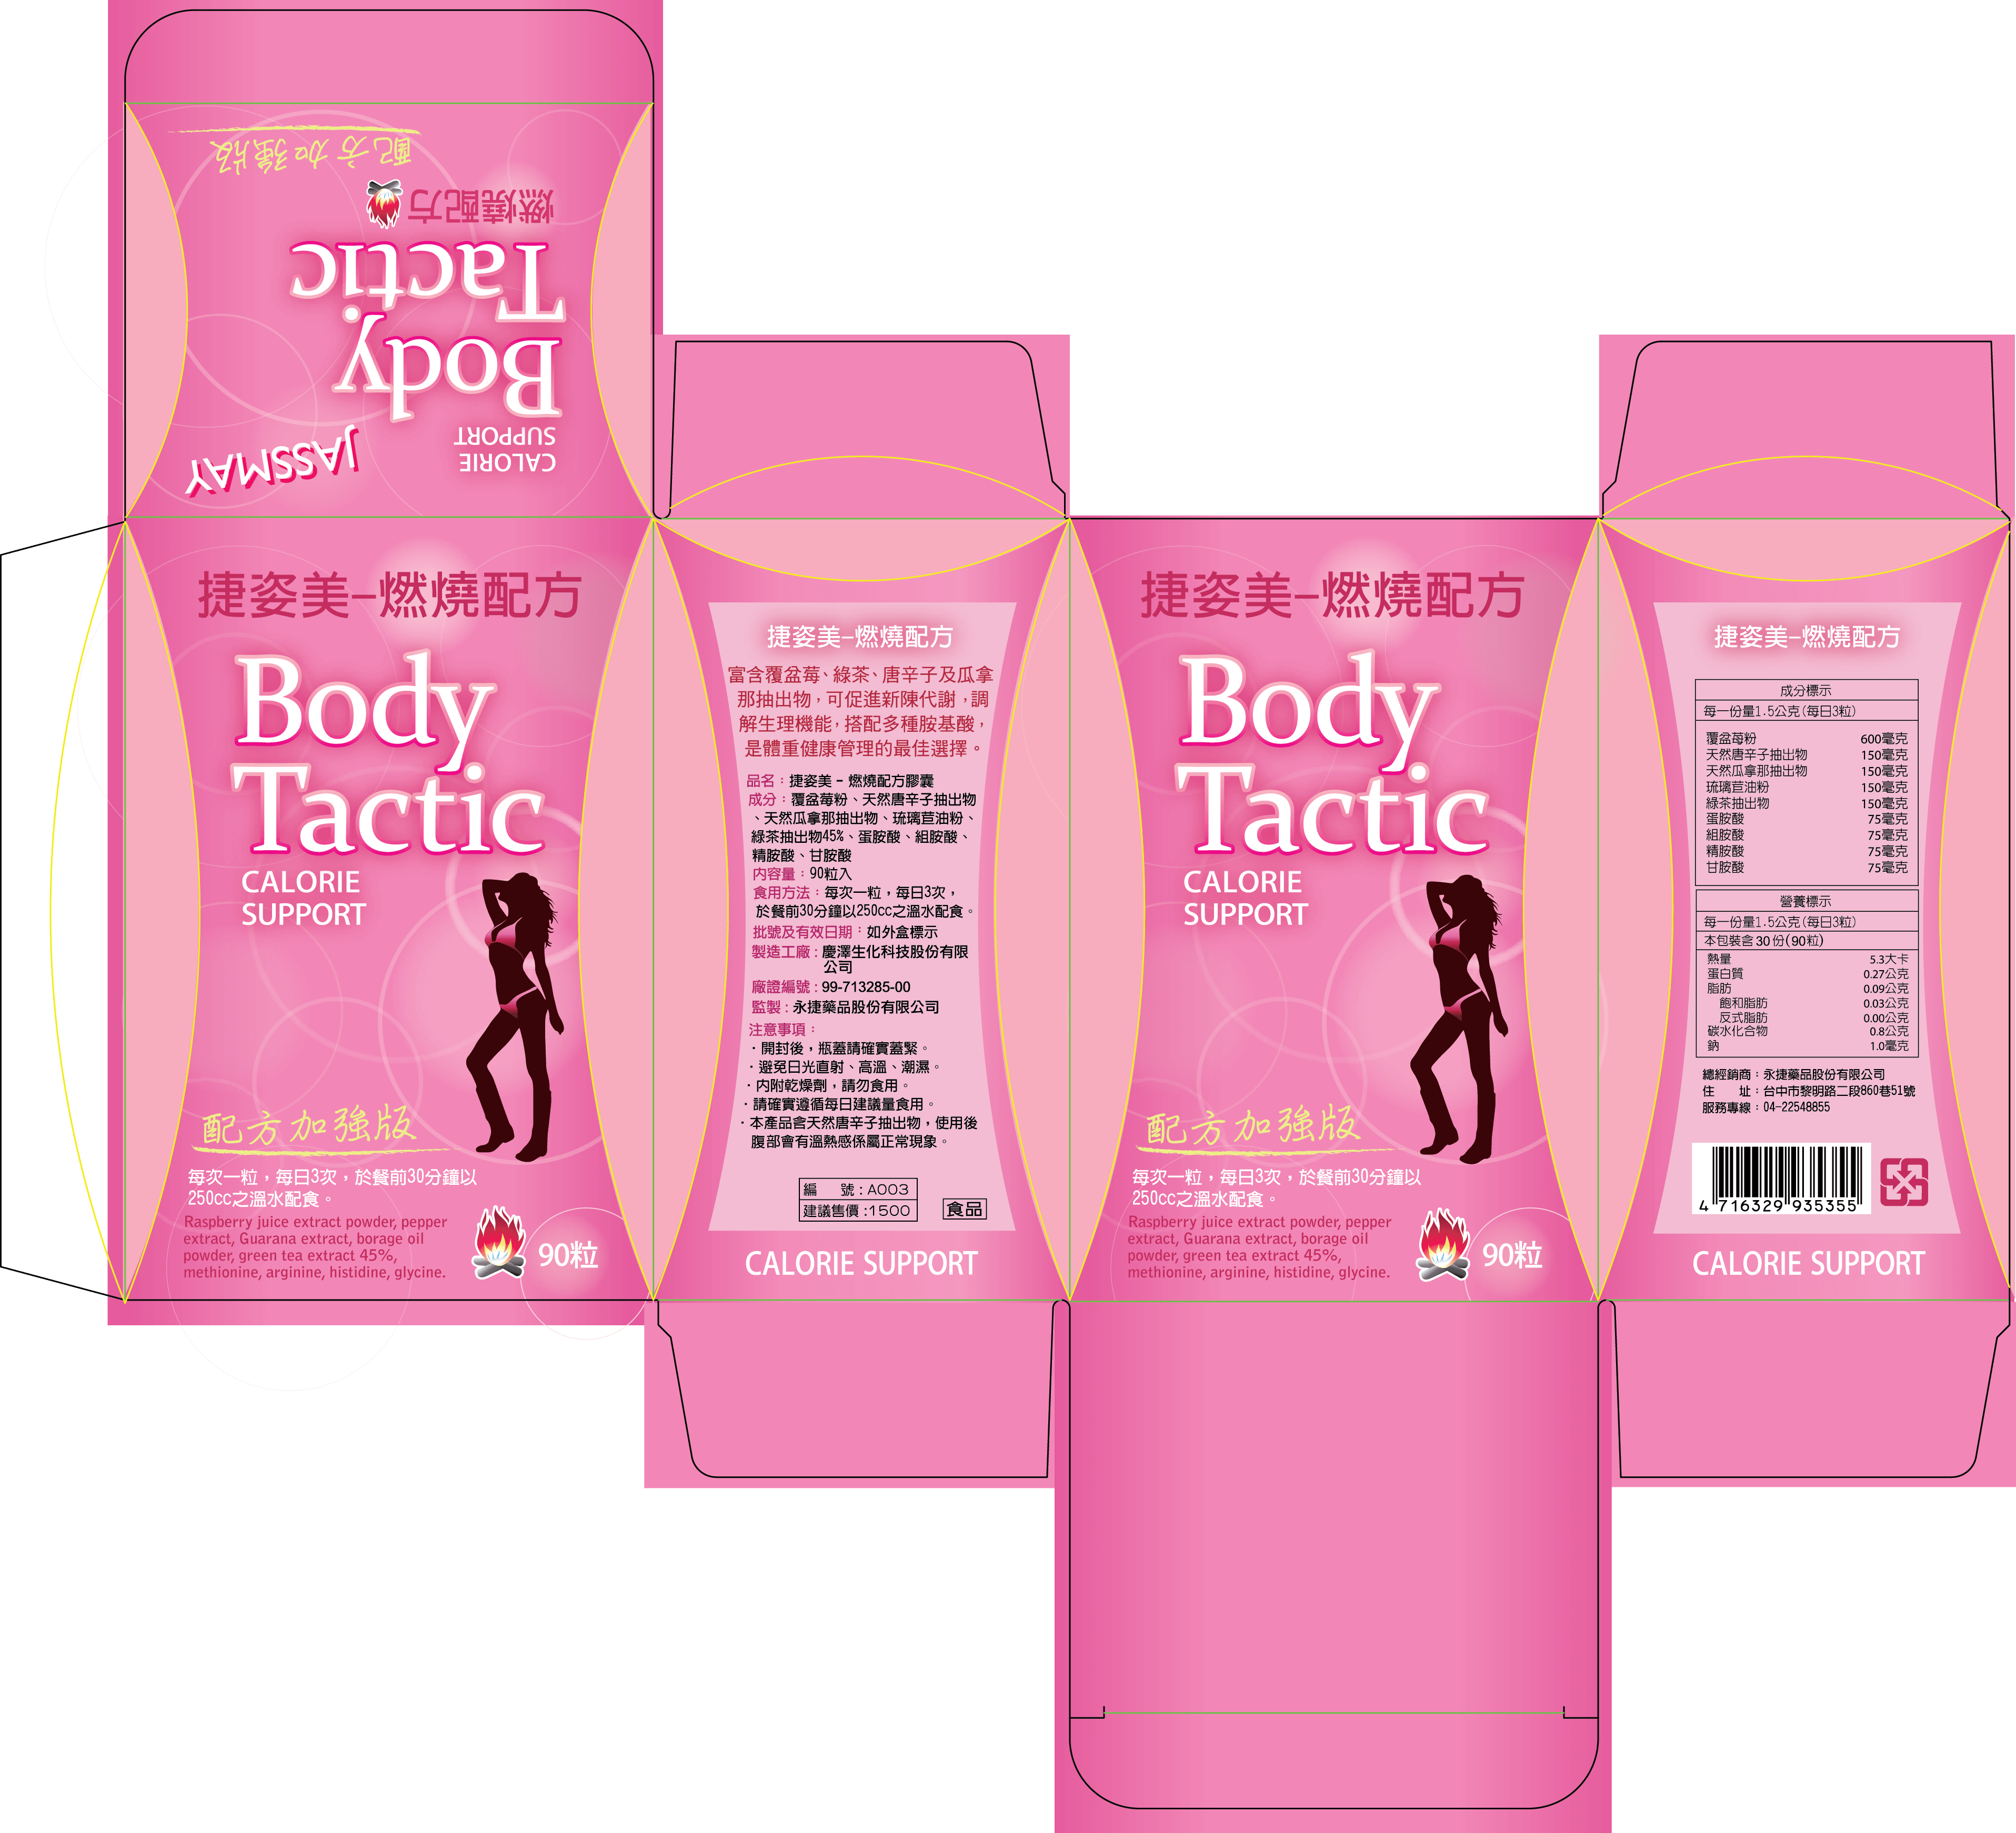 配方加強版
燃燒配方
Body
Tactic
CALORIE
SUPPORT
JASSMAY
捷姿美-燃燒配方
Body
Tactic
CALORIE
SUPPORT
配方加強版
每次一粒，每日3次，於餐前30分鐘以
250cc之溫水配食。
Raspberry juice extract powder, pepper
extract, Guarana extract, borage oil
powder, green tea extract 45%,
methionine, arginine, histidine, glycine.
90粒
捷姿美-燃燒配方
富含覆盆莓、綠茶、唐辛子及瓜拿
那抽出物，可促進新陳代謝，調
解生理機能，搭配多種胺基酸，
是體重健康管理的最佳選擇。
品名：捷姿美 - 燃燒配方膠囊
成分：覆盆莓粉、天然唐辛子抽出物
、天然瓜拿那抽出物、琉璃苣油粉、
綠茶抽出物45%、蛋胺酸、組胺酸、
精胺酸、甘胺酸
內容量：90粒入
食用方法：每次一粒，每日3次，
於餐前30分鐘以250cc之溫水配食。
批號及有效日期：如外盒標示
製造工廠：慶澤生化科技股份有限
公司
廠證編號：99-713285-00
監製：永捷藥品股份有限公司
注意事項：
．開封後，瓶蓋請確實蓋緊。
．避免日光直射、高溫、潮濕。
．內附乾燥劑，請勿食用。
．請確實遵循每日建議量食用。
．本產品含天然唐辛子抽出物，使用後
腹部會有溫熱感係屬正常現象。
編　　號：A003
建議售價：1500
食品
CALORIE SUPPORT
捷姿美-燃燒配方
Body
Tactic
CALORIE
SUPPORT
配方加強版
每次一粒，每日3次，於餐前30分鐘以
250cc之溫水配食。
Raspberry juice extract powder, pepper
extract, Guarana extract, borage oil
powder, green tea extract 45%,
methionine, arginine, histidine, glycine.
90粒
捷姿美-燃燒配方
成分標示
每一份量1.5公克(每日3粒)
覆盆莓粉 600毫克
天然唐辛子抽出物 150毫克
天然瓜拿那抽出物 150毫克
琉璃苣油粉 150毫克
綠茶抽出物 150毫克
蛋胺酸 75毫克
組胺酸 75毫克
精胺酸 75毫克
甘胺酸 75毫克
營養標示
每一份量1.5公克(每日3粒)
本包裝含30份(90粒)
熱量 5.3大卡
蛋白質 0.27公克
脂肪 0.09公克
飽和脂肪 0.03公克
反式脂肪 0.00公克
碳水化合物 0.8公克
鈉 1.0毫克
總經銷商：永捷藥品股份有限公司
住　　址：台中市黎明路二段860巷51號
服務專線：04-22548855
4 716329 935355
CALORIE SUPPORT